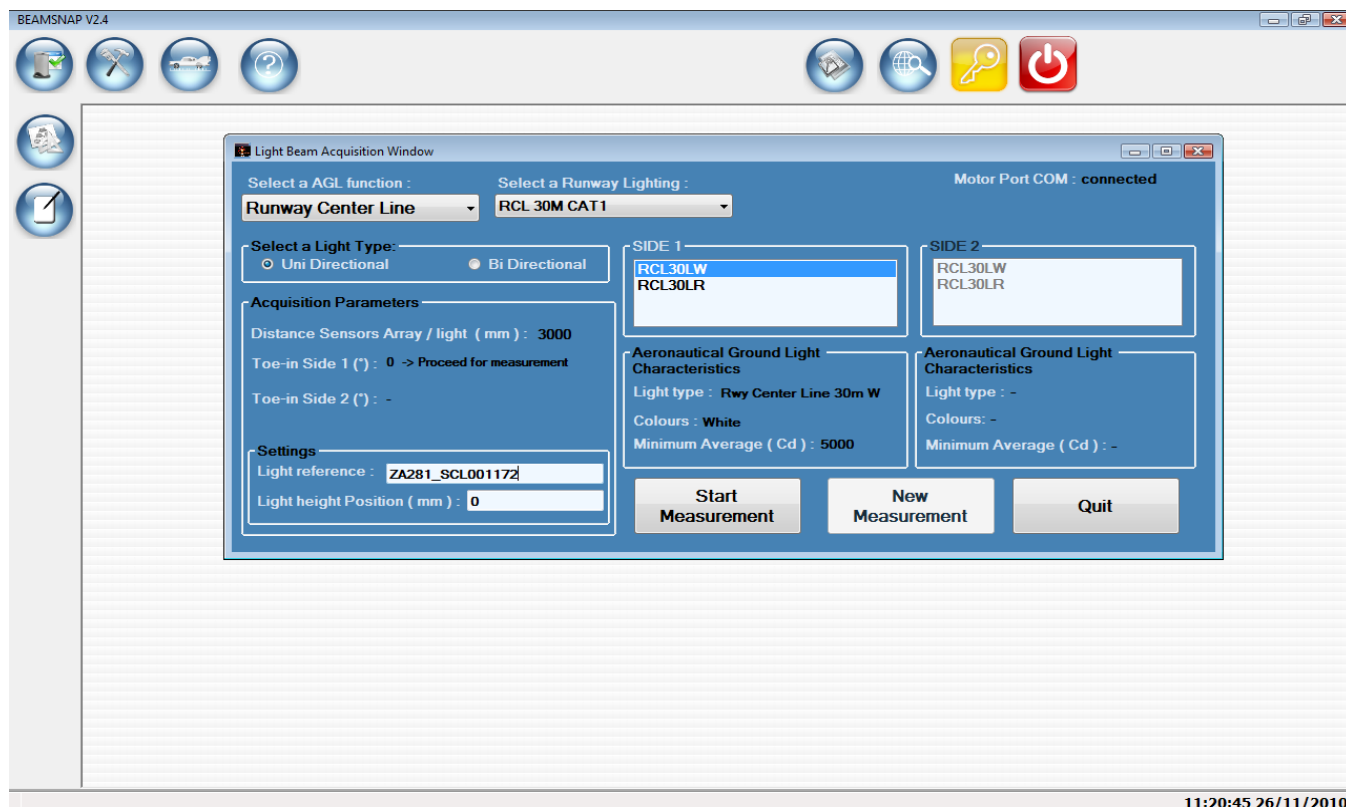 BEAMSNAP V2.4
Light Beam Acquisition Window
Select a AGL function :
Select a Runway Lighting :
Motor Port COM : connected
Runway Center Line
RCL 30M CAT1
Select a Light Type:
Uni Directional
Bi Directional
SIDE 1
RCL30LW
RCL30LR
SIDE 2
RCL30LW
RCL30LR
Acquisition Parameters
Distance Sensors Array / light ( mm ) : 3000
Toe-in Side 1 (°) : 0 -> Proceed for measurement
Toe-in Side 2 (°) : -
Aeronautical Ground Light
Characteristics
Light type : Rwy Center Line 30m W
Colours : White
Minimum Average ( Cd ) : 5000
Aeronautical Ground Light
Characteristics
Light type : -
Colours: -
Minimum Average ( Cd ) : -
Settings
Light reference : ZA281_SCL001172
Light height Position ( mm ) : 0
Start
Measurement
New
Measurement
Quit
11:20:45 26/11/2010